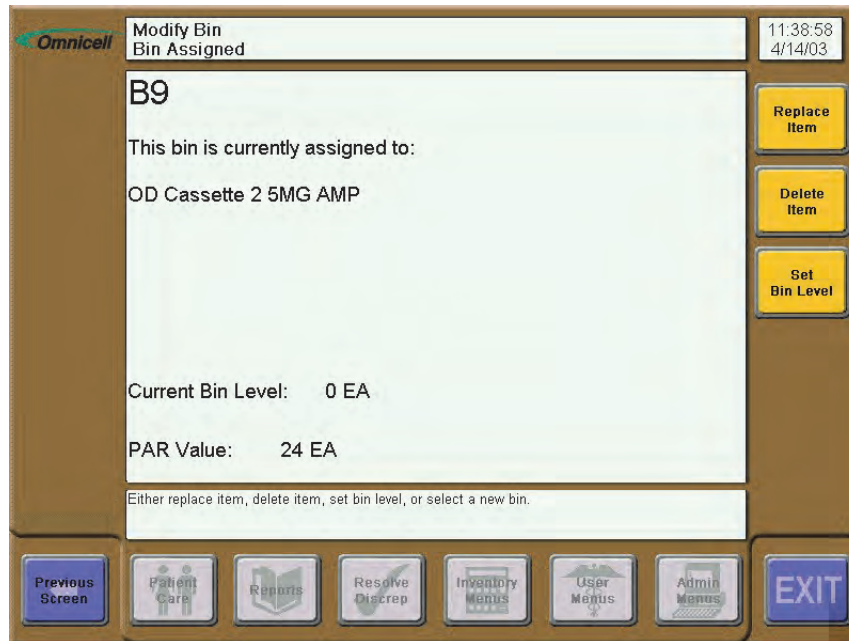 Omnicell
Modify Bin
Bin Assigned
11:38:58
4/14/03
B9
This bin is currently assigned to:
OD Cassette 2 5MG AMP
Current Bin Level: 0 EA
PAR Value: 24 EA
Either replace item, delete item, set bin level, or select a new bin.
Replace
Item
Delete
Item
Set
Bin Level
Previous
Screen
Patient
Care
Reports
Resolve
Discrep
Inventory
Menus
User
Menus
Admin
Menus
EXIT